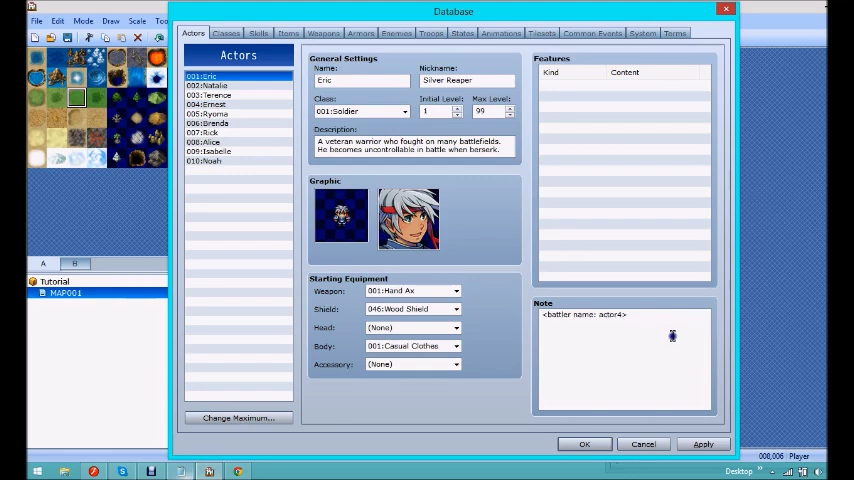 Database
File Edit Mode Draw Scale Too
Actors Classes Skills Items Weapons Armors Enemies Troops States Animations Tilesets Common Events System Terms
Actors
001:Eric
002:Natalie
003:Terence
004:Ernest
005:Ryoma
006:Brenda
007:Rick
008:Alice
009:Isabelle
010:Noah
Change Maximum...
General Settings
Name: Nickname:
Eric Silver Reaper
Class: Initial Level: Max Level:
001:Soldier 1 99
Description:
A veteran warrior who fought on many battlefields.
He becomes uncontrollable in battle when berserk.
Graphic
Starting Equipment
Weapon: 001:Hand Ax
Shield: 046:Wood Shield
Head: (None)
Body: 001:Casual Clothes
Accessory: (None)
Features
Kind Content
Note
<battler name: actor4>
OK Cancel Apply
A B
Tutorial
MAP001
008,006 Player
Desktop